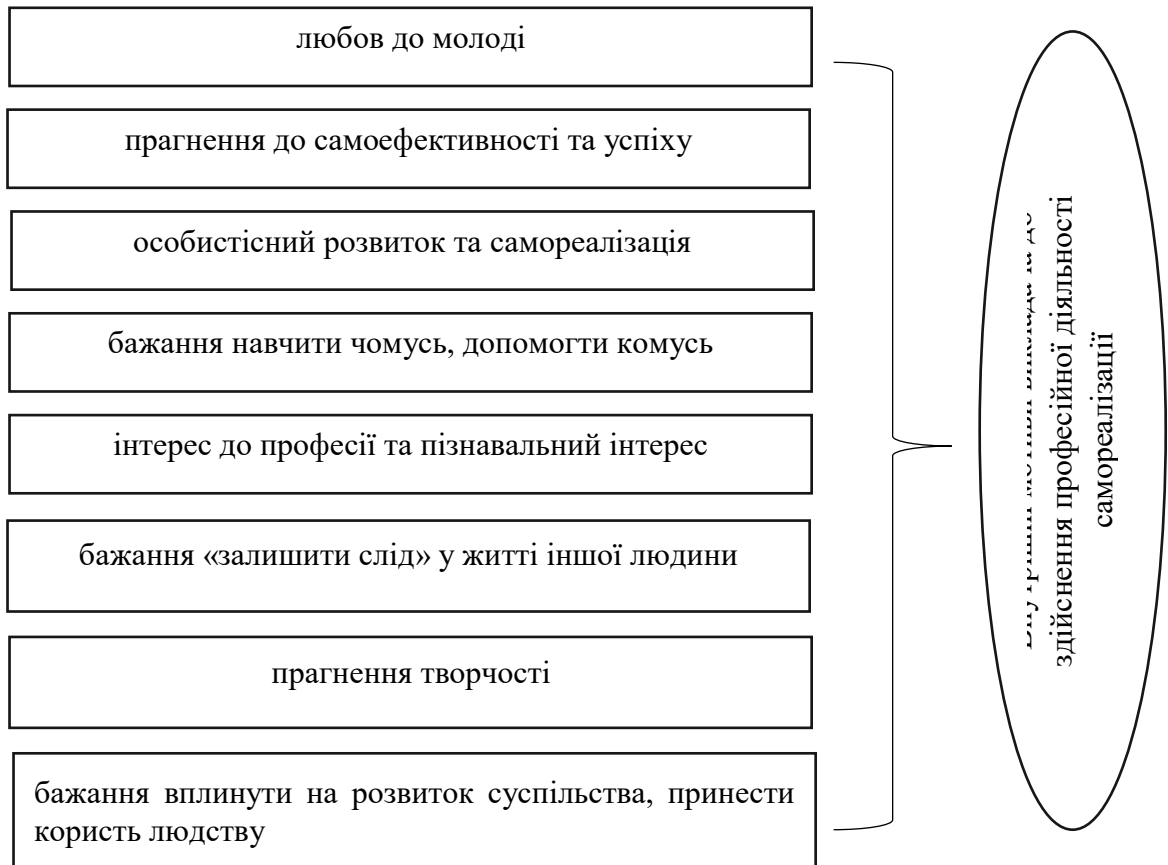 любов до молоді
прагнення до самоефективності та успіху
особистісний розвиток та самореалізація
бажання навчити чомусь, допомогти комусь
інтерес до професії та пізнавальний інтерес
бажання «залишити слід» у житті іншої людини
прагнення творчості
бажання вплинути на розвиток суспільства, принести
користь людству
здійснення професійної діяльності
самореалізації